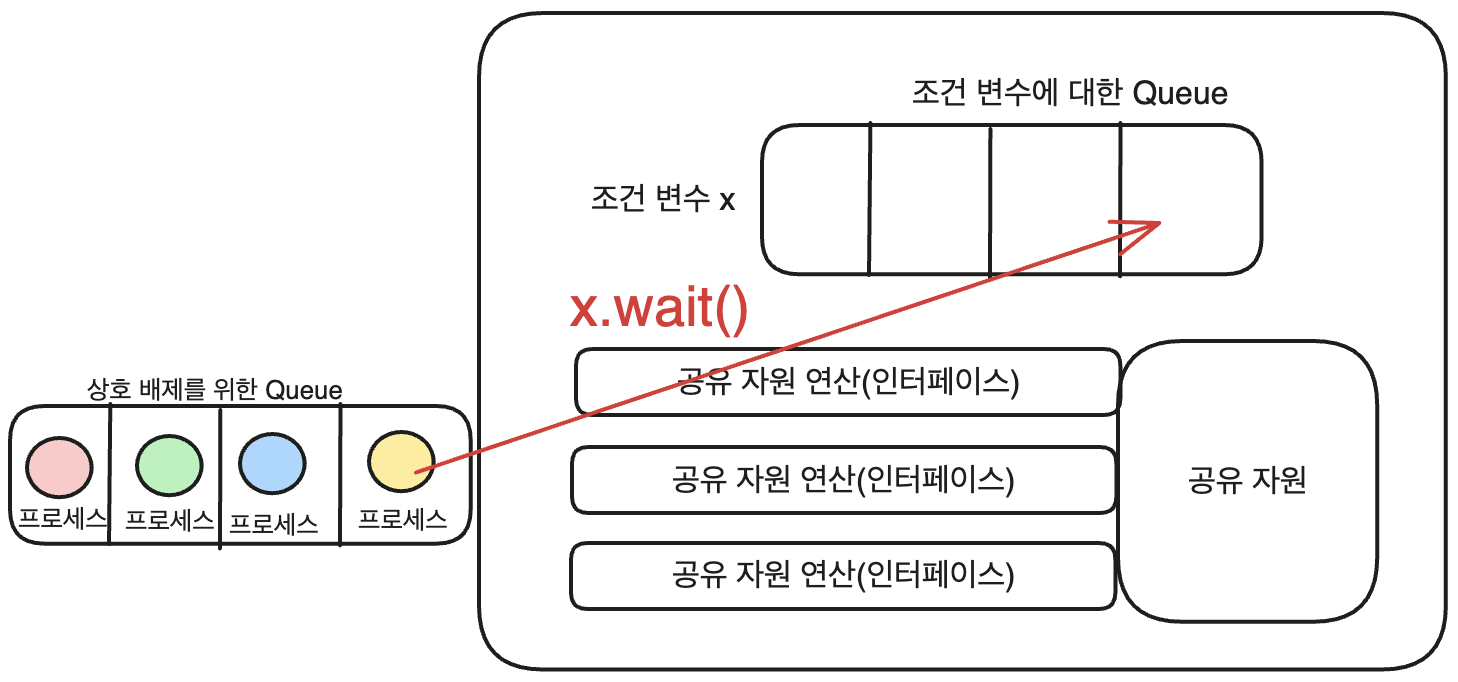 조건 변수에 대한 Queue
조건 변수 x
x.wait()
상호 배제를 위한 Queue
프로세스
프로세스
프로세스
프로세스
공유 자원 연산(인터페이스)
공유 자원 연산(인터페이스)
공유 자원 연산(인터페이스)
공유 자원